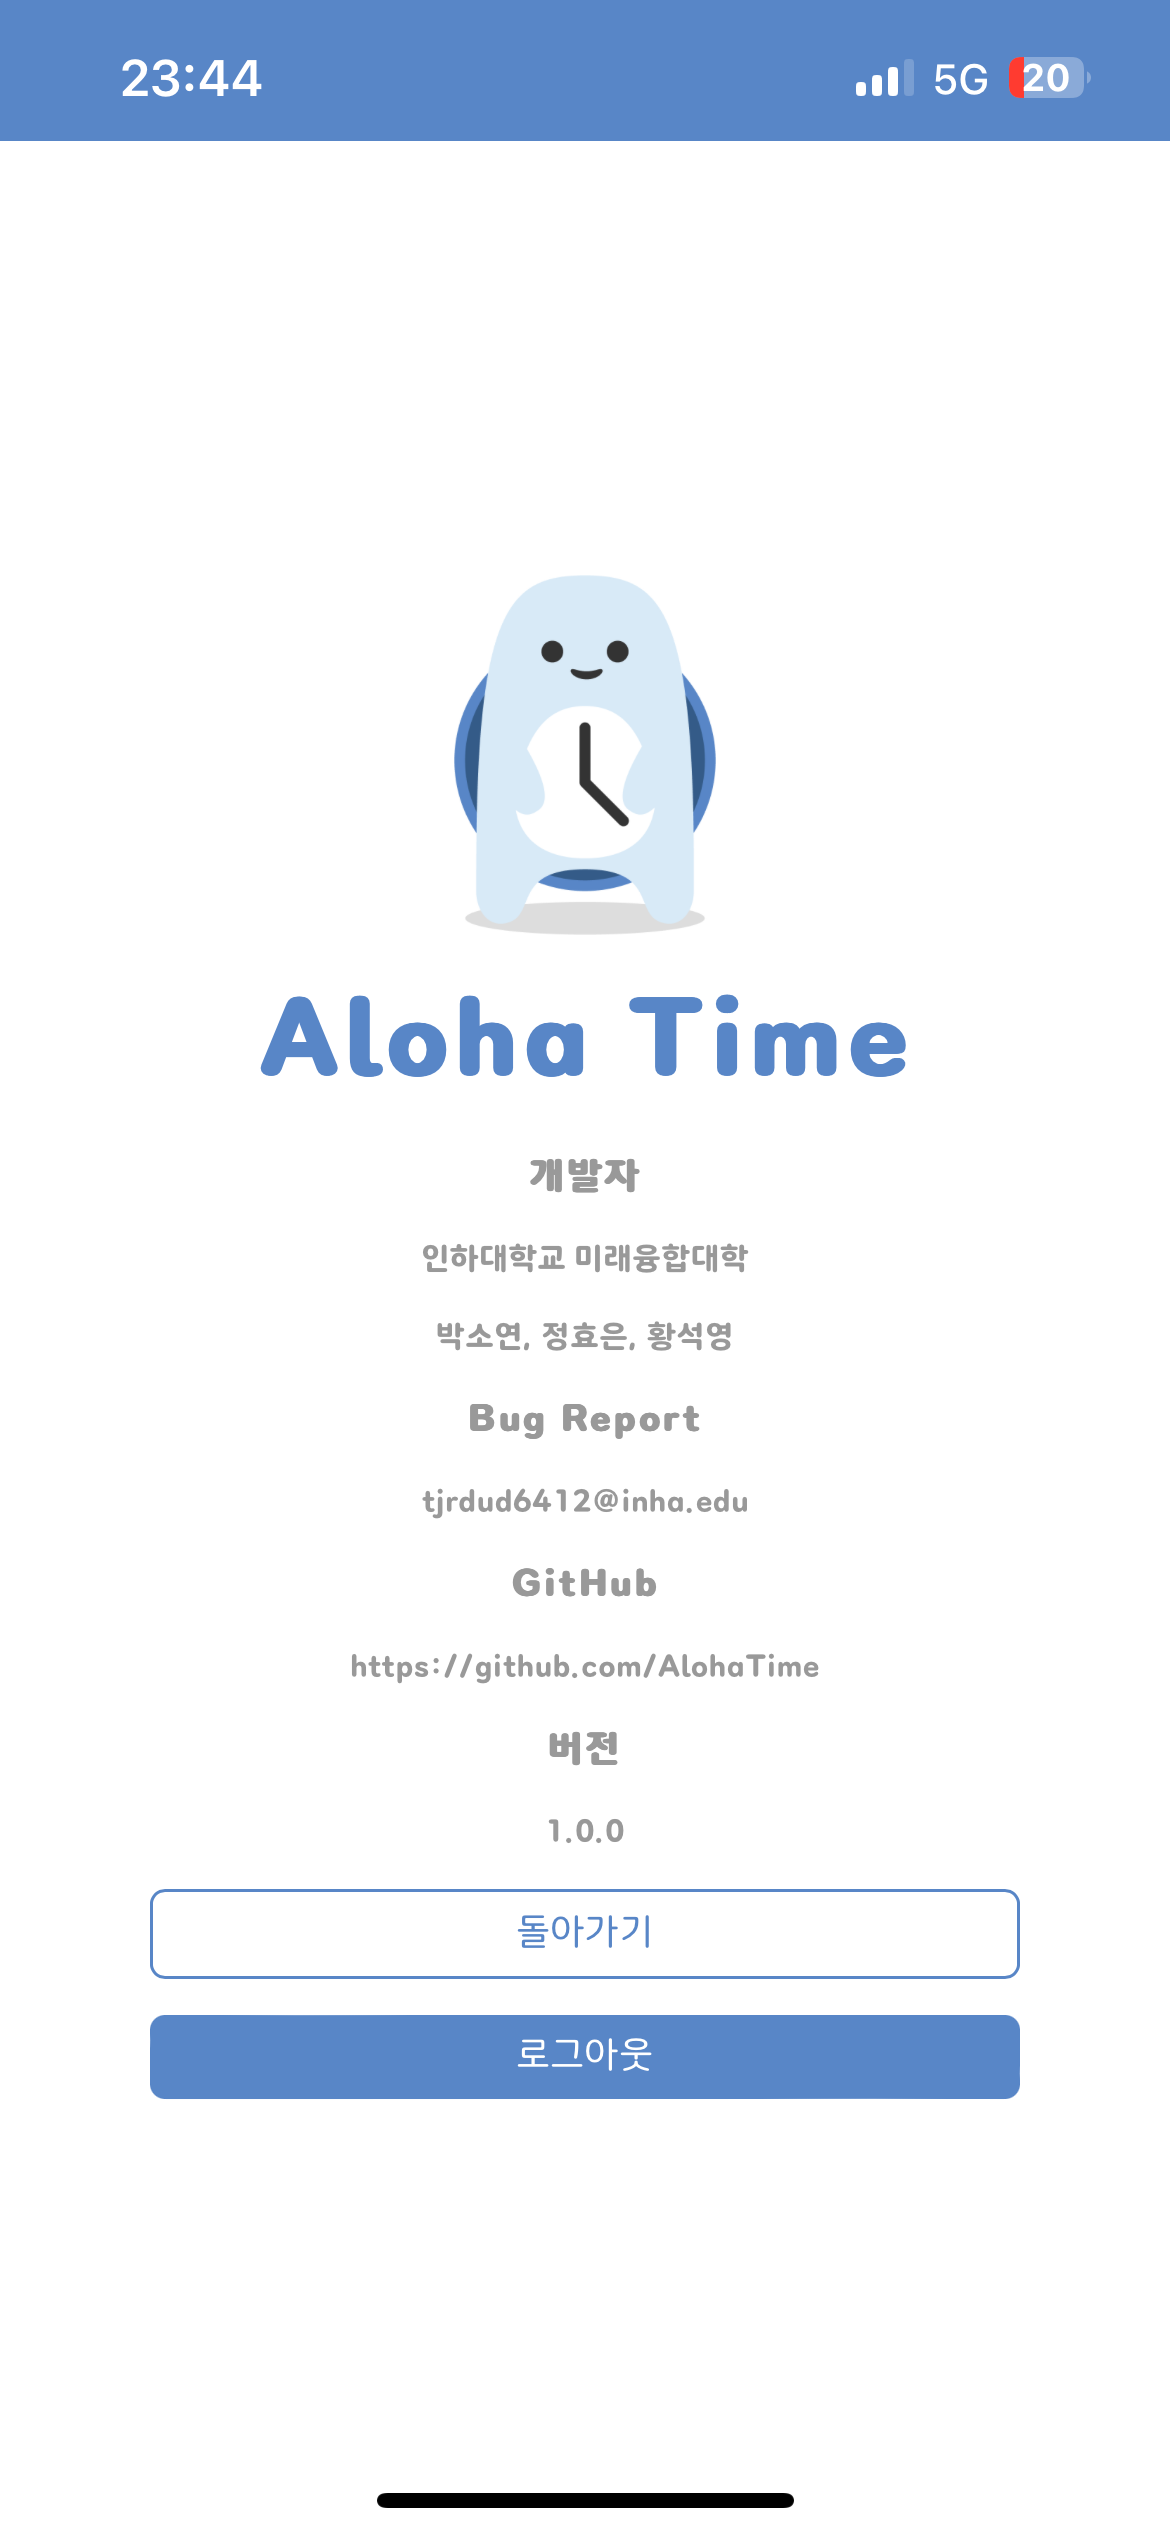 23:44
5G
20
Aloha Time
개발자
인하대학교 미래융합대학
박소연, 정효은, 황석영
Bug Report
tjrdud6412@inha.edu
GitHub
https://github.com/AlohaTime
버전
1.0.0
돌아가기
로그아웃